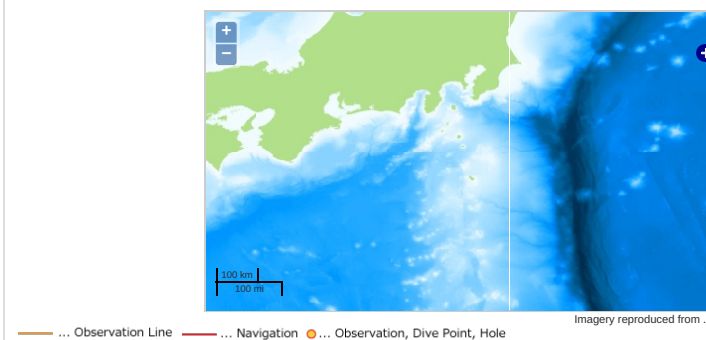 +
−
100 km
100 mi
Imagery reproduced from .
... Observation Line ... Navigation ... Observation, Dive Point, Hole